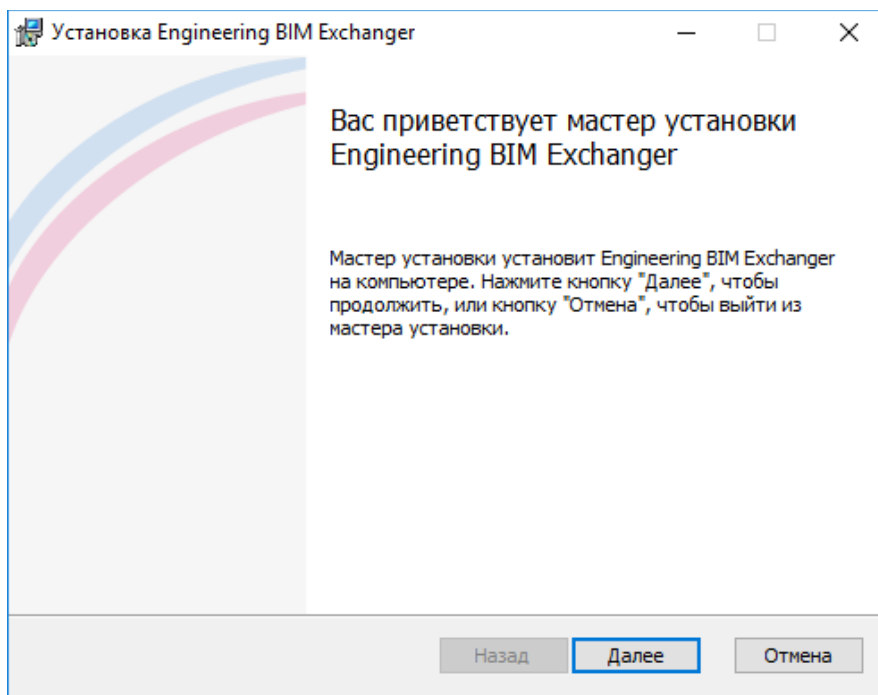 Установка Engineering BIM Exchanger
Вас приветствует мастер установки
Engineering BIM Exchanger
Мастер установки установит Engineering BIM Exchanger
на компьютере. Нажмите кнопку "Далее", чтобы
продолжить, или кнопку "Отмена", чтобы выйти из
мастера установки.
Назад Далее Отмена